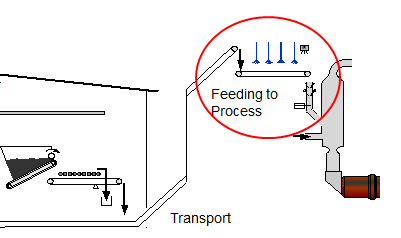 Feeding to
Process
Transport